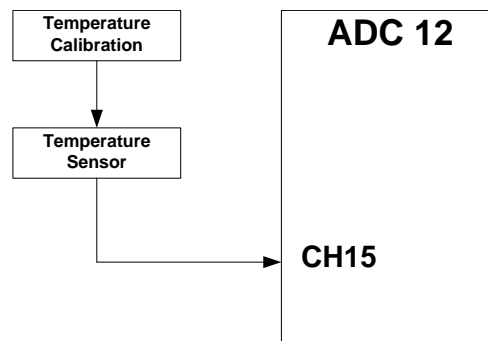 Temperature
Calibration
ADC 12
Temperature
Sensor
CH15